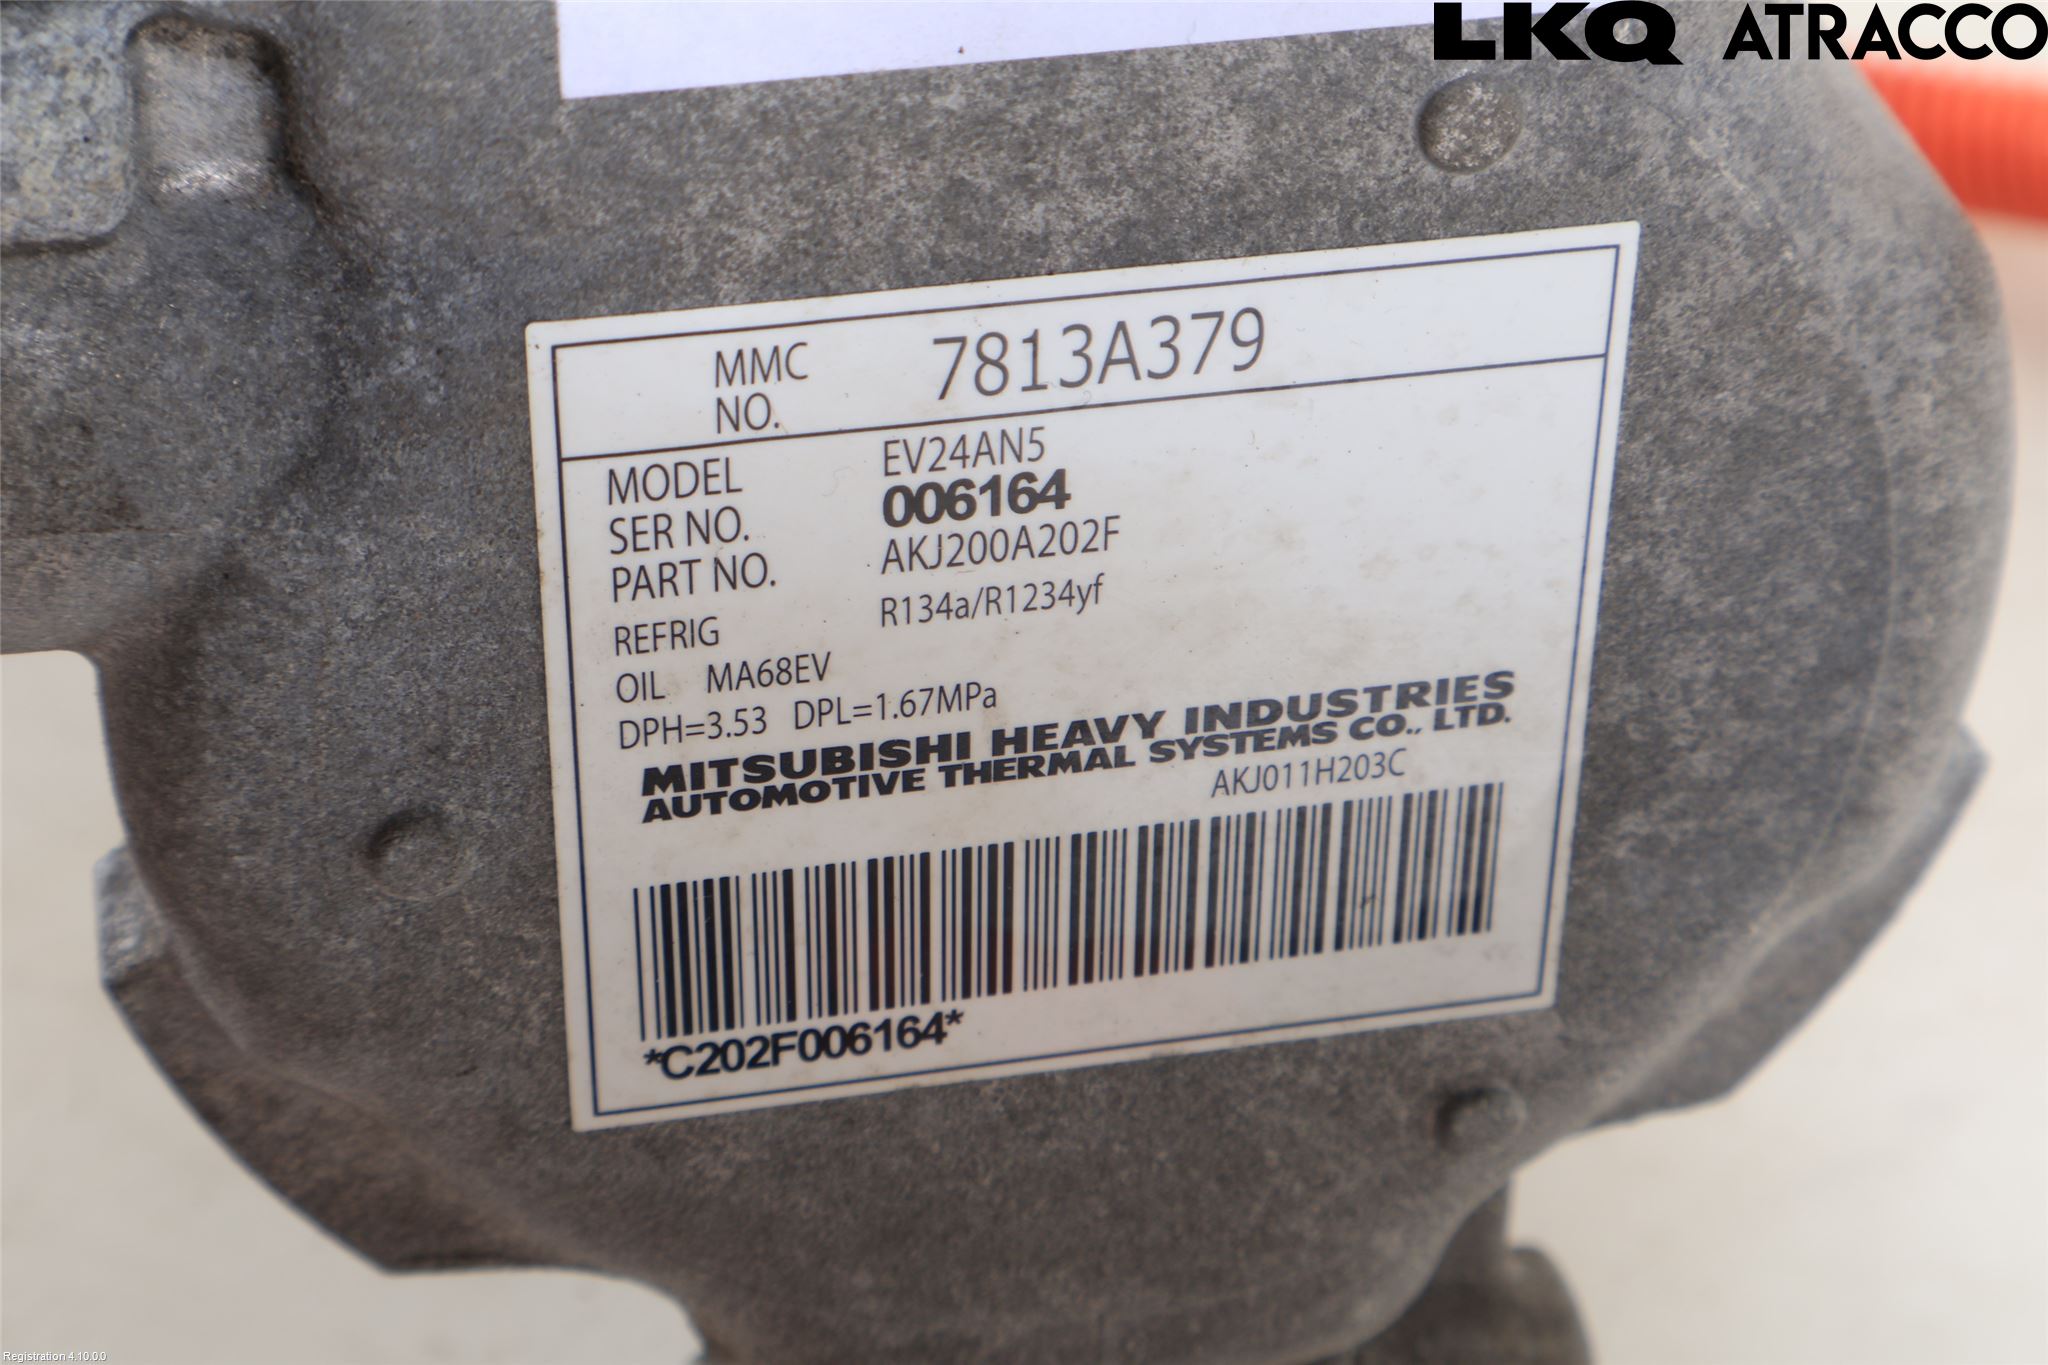 LKQ ATRACCO
MMC NO. 7813A379
MODEL EV24AN5
SER NO. 006164
PART NO. AKJ200A202F
REFRIG R134a/R1234yf
OIL MA68EV
DPH=3.53 DPL=1.67MPa
MITSUBISHI HEAVY INDUSTRIES
AUTOMOTIVE THERMAL SYSTEMS CO., LTD.
AKJ011H203C
*C202F006164*
Registration 4.10.0.0